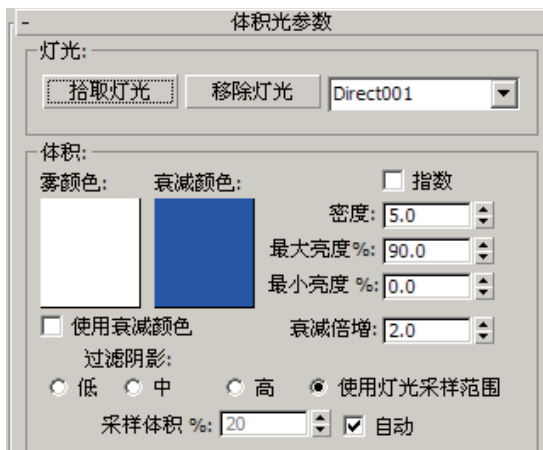 - 体积光参数
灯光:
拾取灯光 移除灯光 Direct001
体积:
雾颜色: 衰减颜色: 指数
密度: 5.0
最大亮度%: 90.0
最小亮度 %: 0.0
使用衰减颜色 衰减倍增: 2.0
过滤阴影:
低 中 高 使用灯光采样范围
采样体积 %: 20 自动